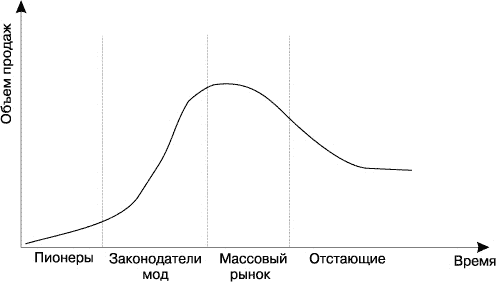 Объем продаж
Пионеры
Законодатели
мод
Массовый
рынок
Отстающие
Время